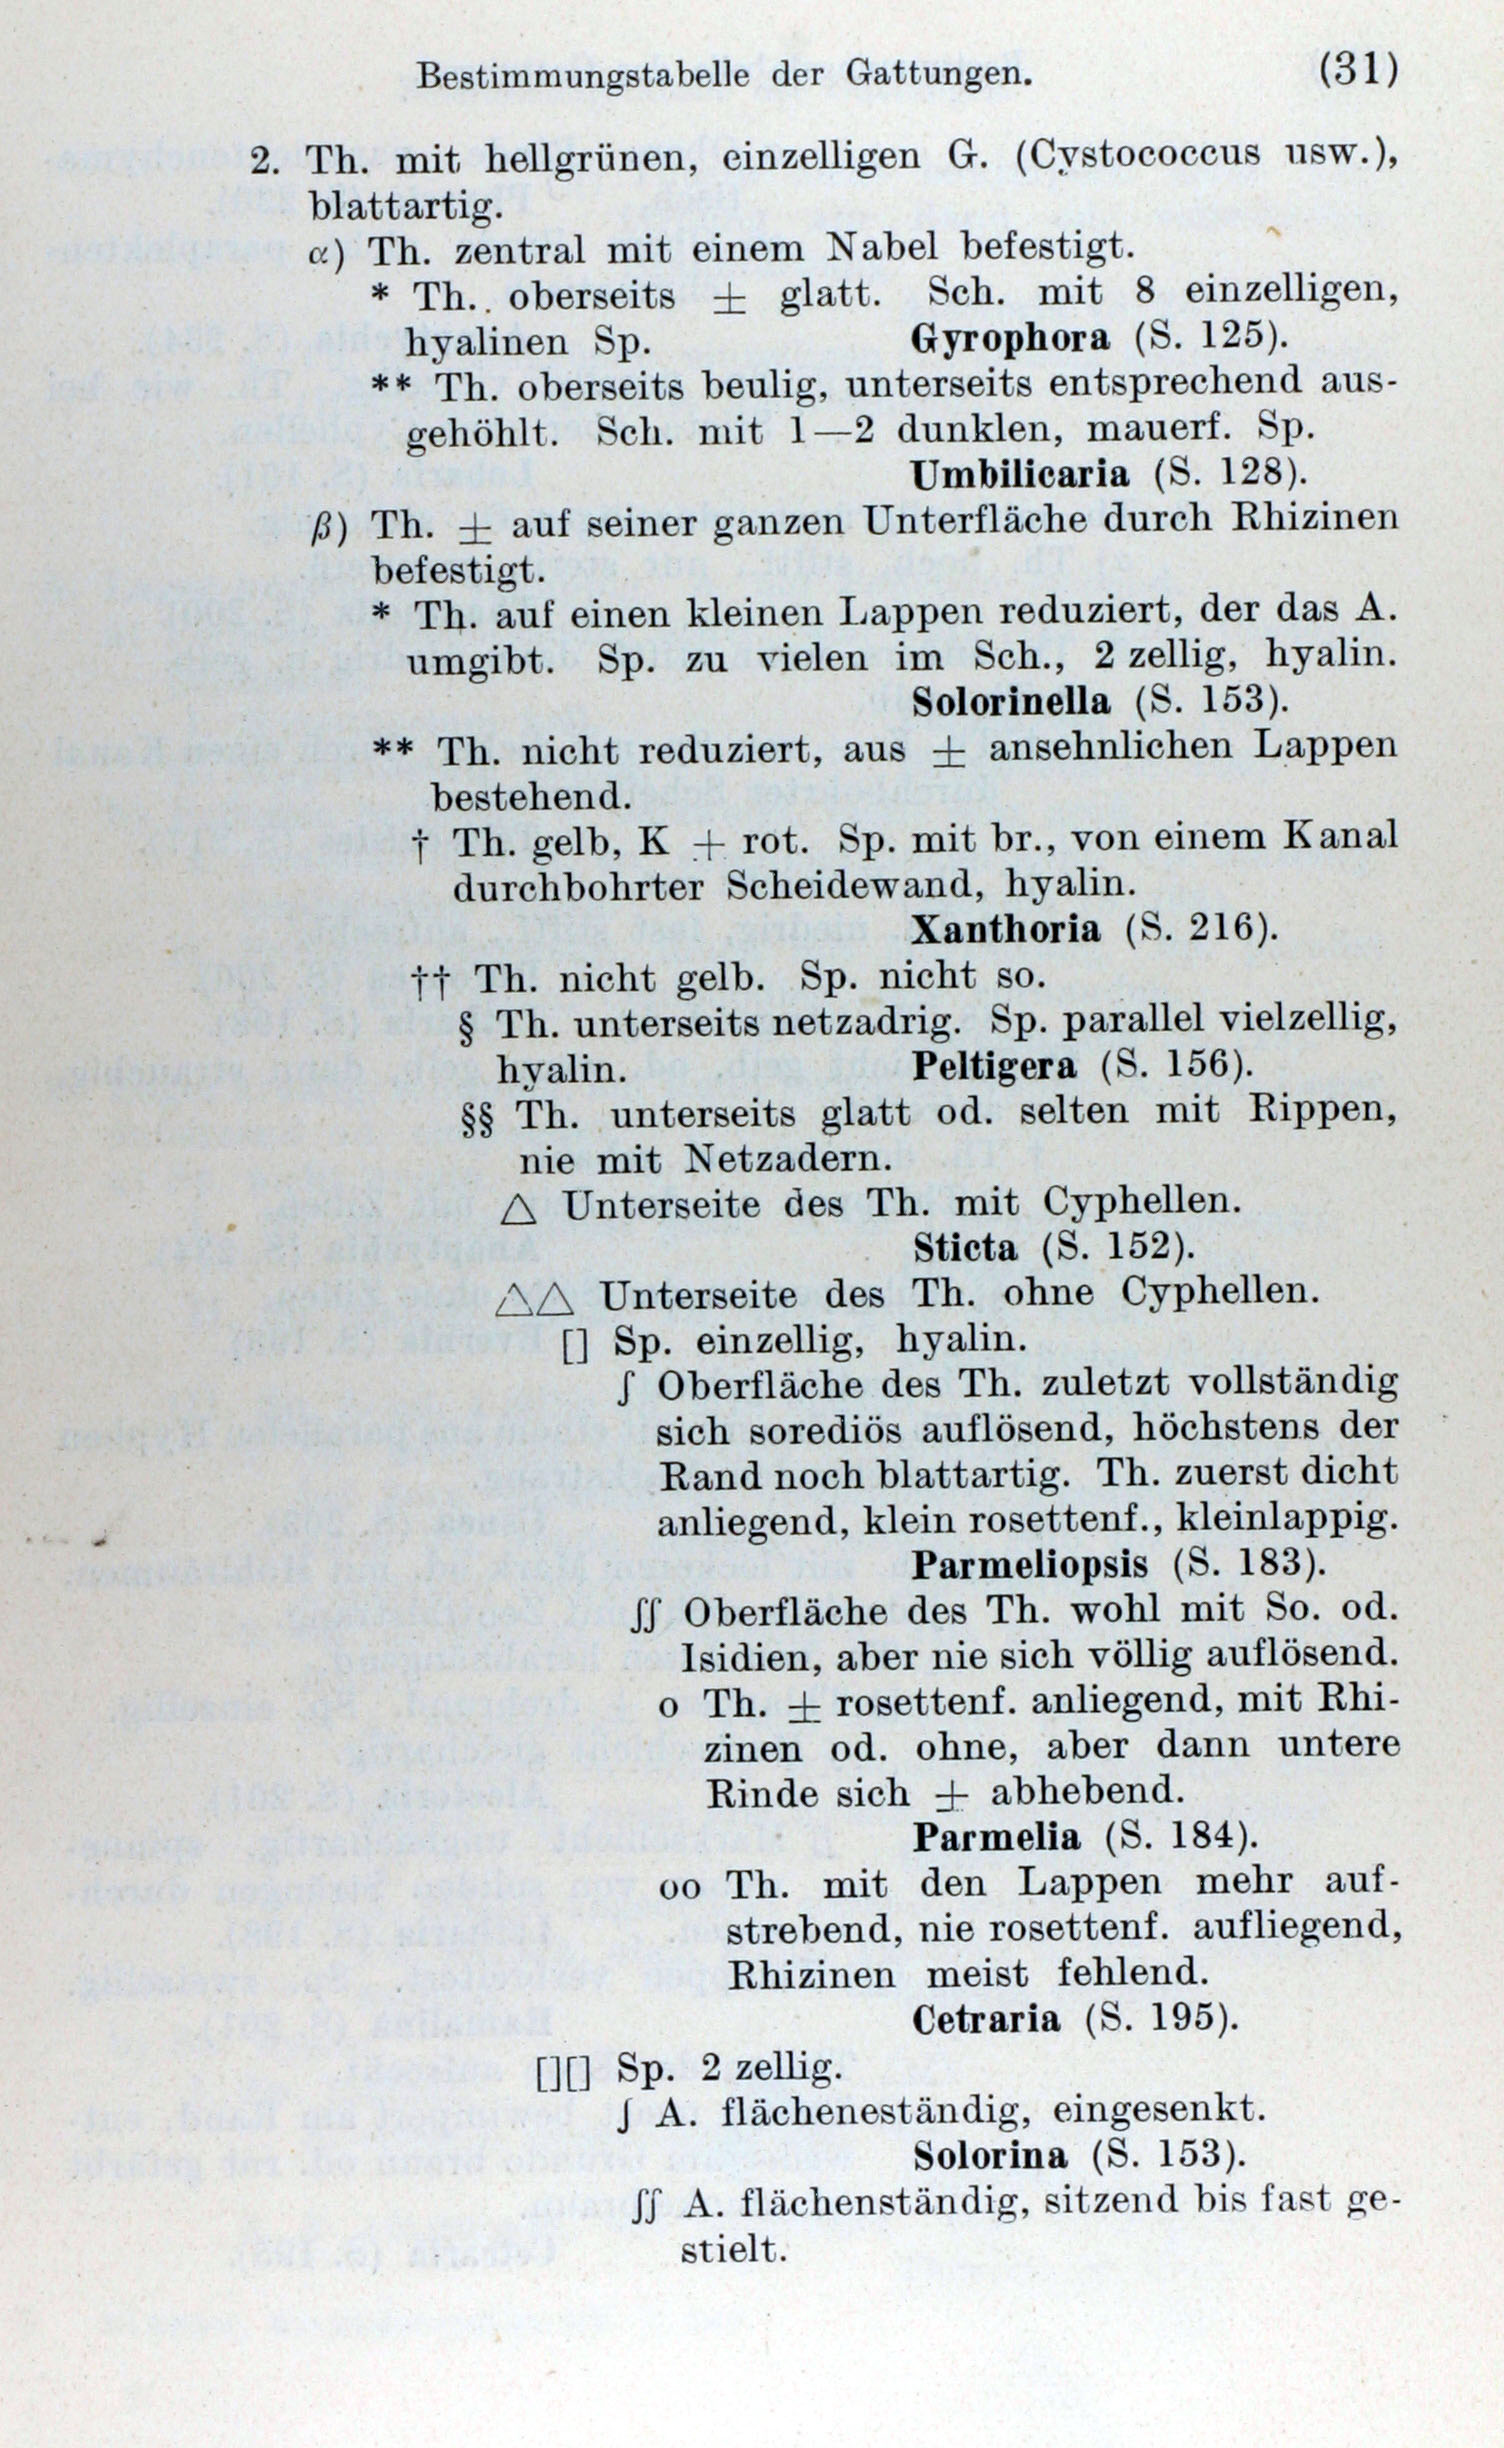 Bestimmungstabelle der Gattungen. (31)
2. Th. mit hellgrünen, einzelligen G. (Cystococcus usw.),
blattartig.
α) Th. zentral mit einem Nabel befestigt.
* Th. oberseits ± glatt. Sch. mit 8 einzelligen,
hyalinen Sp. Gyrophora (S. 125).
** Th. oberseits beulig, unterseits entsprechend aus-
gehöhlt. Sch. mit 1—2 dunklen, mauerf. Sp.
Umbilicaria (S. 128).
β) Th. ± auf seiner ganzen Unterfläche durch Rhizinen
befestigt.
* Th. auf einen kleinen Lappen reduziert, der das A.
umgibt. Sp. zu vielen im Sch., 2 zellig, hyalin.
Solorinella (S. 153).
** Th. nicht reduziert, aus ± ansehnlichen Lappen
bestehend.
† Th. gelb, K + rot. Sp. mit br., von einem Kanal
durchbohrter Scheidewand, hyalin.
Xanthoria (S. 216).
†† Th. nicht gelb. Sp. nicht so.
§ Th. unterseits netzadrig. Sp. parallel vielzellig,
hyalin. Peltigera (S. 156).
§§ Th. unterseits glatt od. selten mit Rippen,
nie mit Netzadern.
△ Unterseite des Th. mit Cyphellen.
Sticta (S. 152).
△△ Unterseite des Th. ohne Cyphellen.
[] Sp. einzellig, hyalin.
∫ Oberfläche des Th. zuletzt vollständig
sich sorediös auflösend, höchstens der
Rand noch blattartig. Th. zuerst dicht
anliegend, klein rosettenf., kleinlappig.
Parmeliopsis (S. 183).
∫∫ Oberfläche des Th. wohl mit So. od.
Isidien, aber nie sich völlig auflösend.
o Th. ± rosettenf. anliegend, mit Rhi-
zinen od. ohne, aber dann untere
Rinde sich ± abhebend.
Parmelia (S. 184).
oo Th. mit den Lappen mehr auf-
strebend, nie rosettenf. aufliegend,
Rhizinen meist fehlend.
Cetraria (S. 195).
[][] Sp. 2 zellig.
∫ A. flächeneständig, eingesenkt.
Solorina (S. 153).
∫∫ A. flächenständig, sitzend bis fast ge-
stielt.